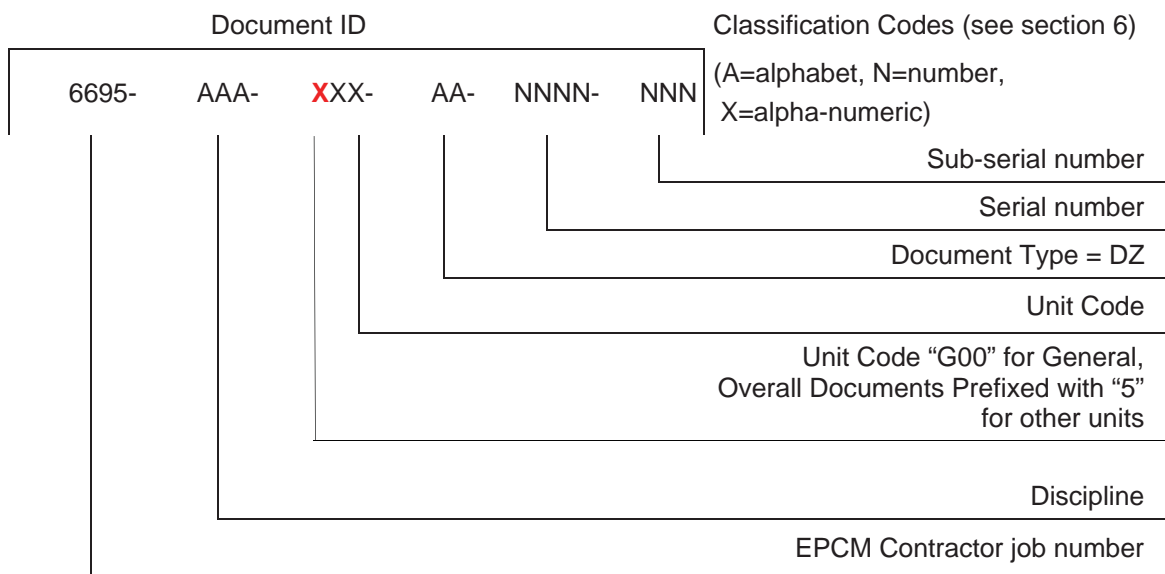 Document ID
Classification Codes (see section 6)
6695- AAA- XXX- AA- NNNN- NNN
(A=alphabet, N=number,
X=alpha-numeric)
Sub-serial number
Serial number
Document Type = DZ
Unit Code
Unit Code “G00” for General,
Overall Documents Prefixed with “5”
for other units
Discipline
EPCM Contractor job number